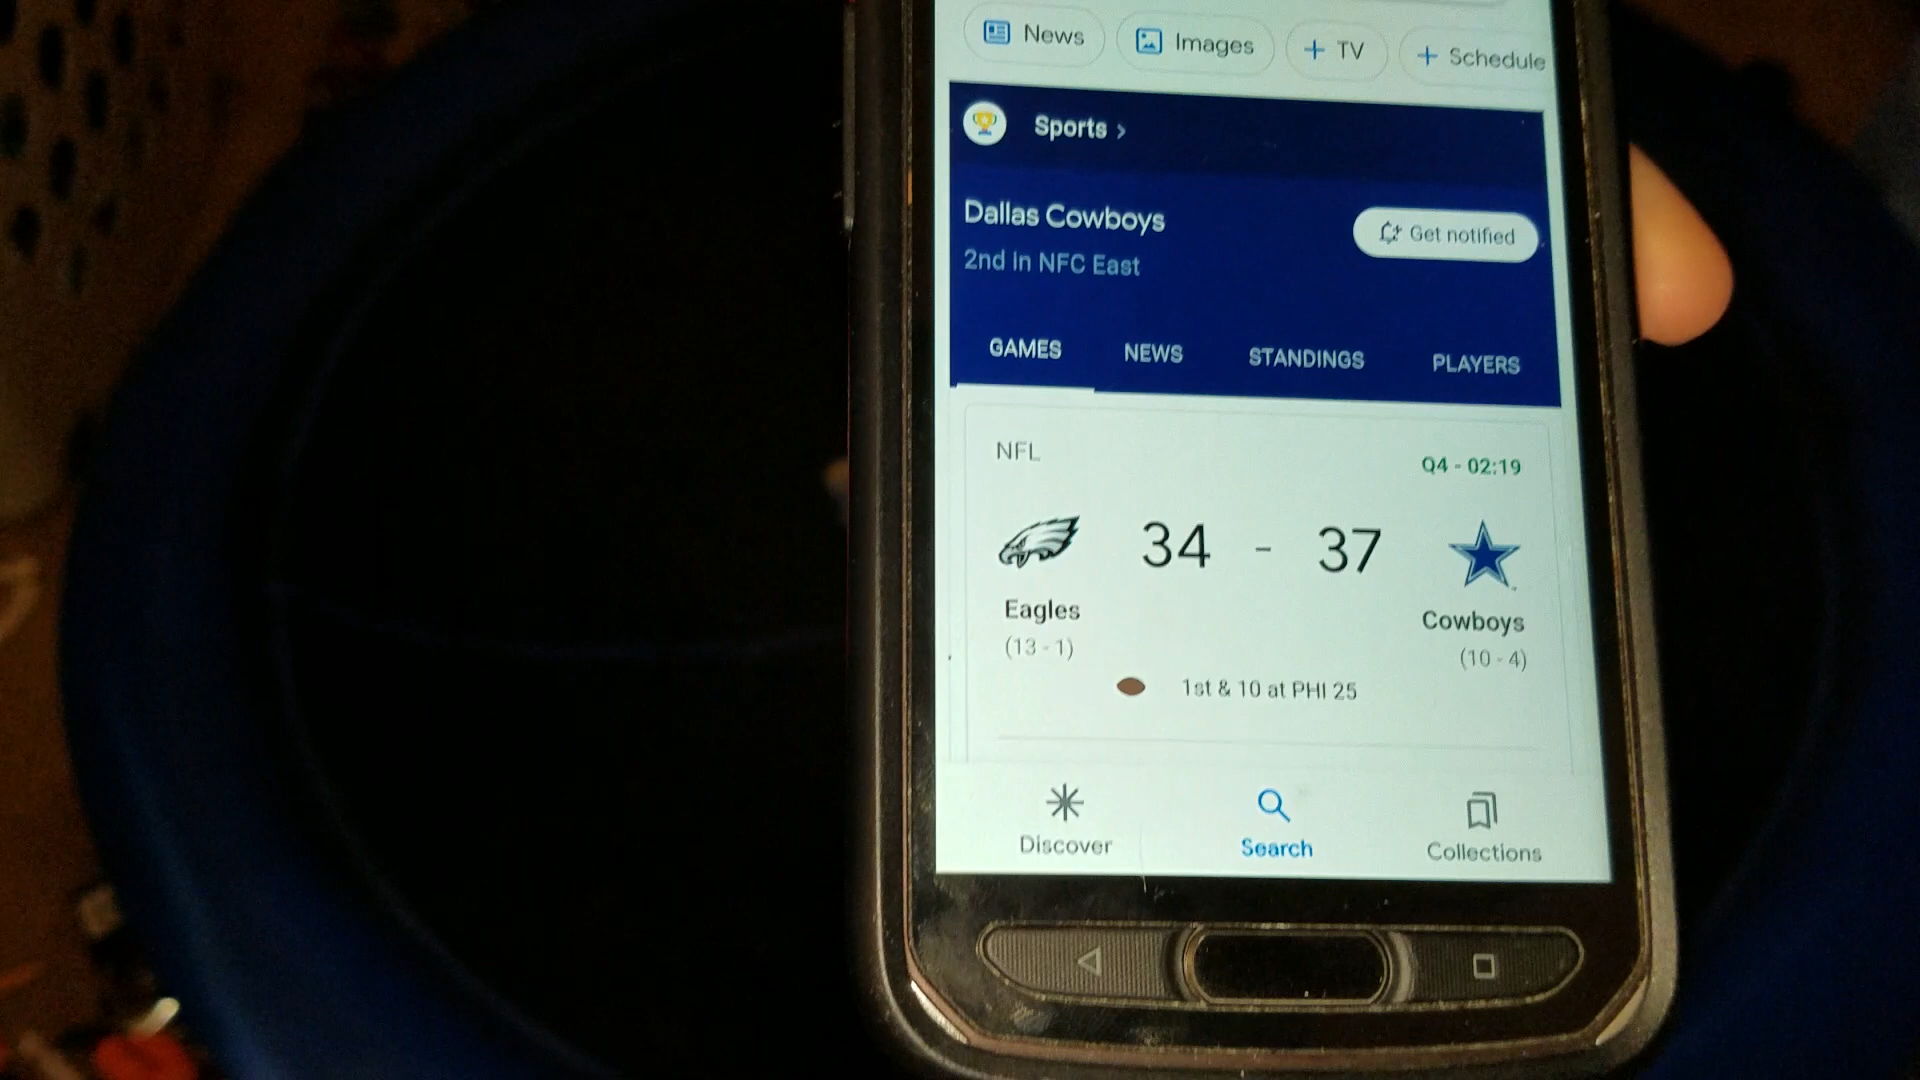 News Images + TV + Schedule
Sports >
Dallas Cowboys
Get notified
2nd in NFC East
GAMES NEWS STANDINGS PLAYERS
NFL
Q4 - 02:19
34 - 37
Eagles
Cowboys
(13 - 1)
(10 - 4)
1st & 10 at PHI 25
Discover Search Collections